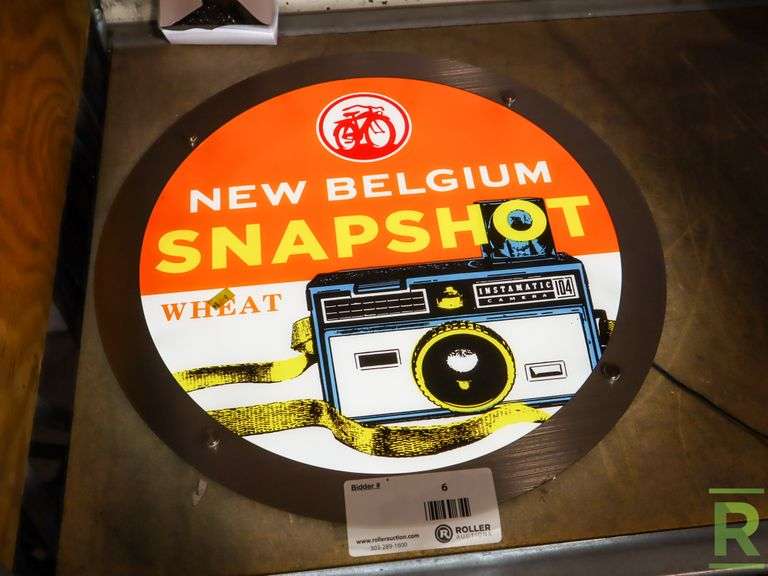 NEW BELGIUM
SNAPSHOT
WHEAT
INSTAMATIC 104
CAMERA
Bidder # 6
www.rollerauction.com
303-289-1600
R ROLLER
AUCTIONS
R